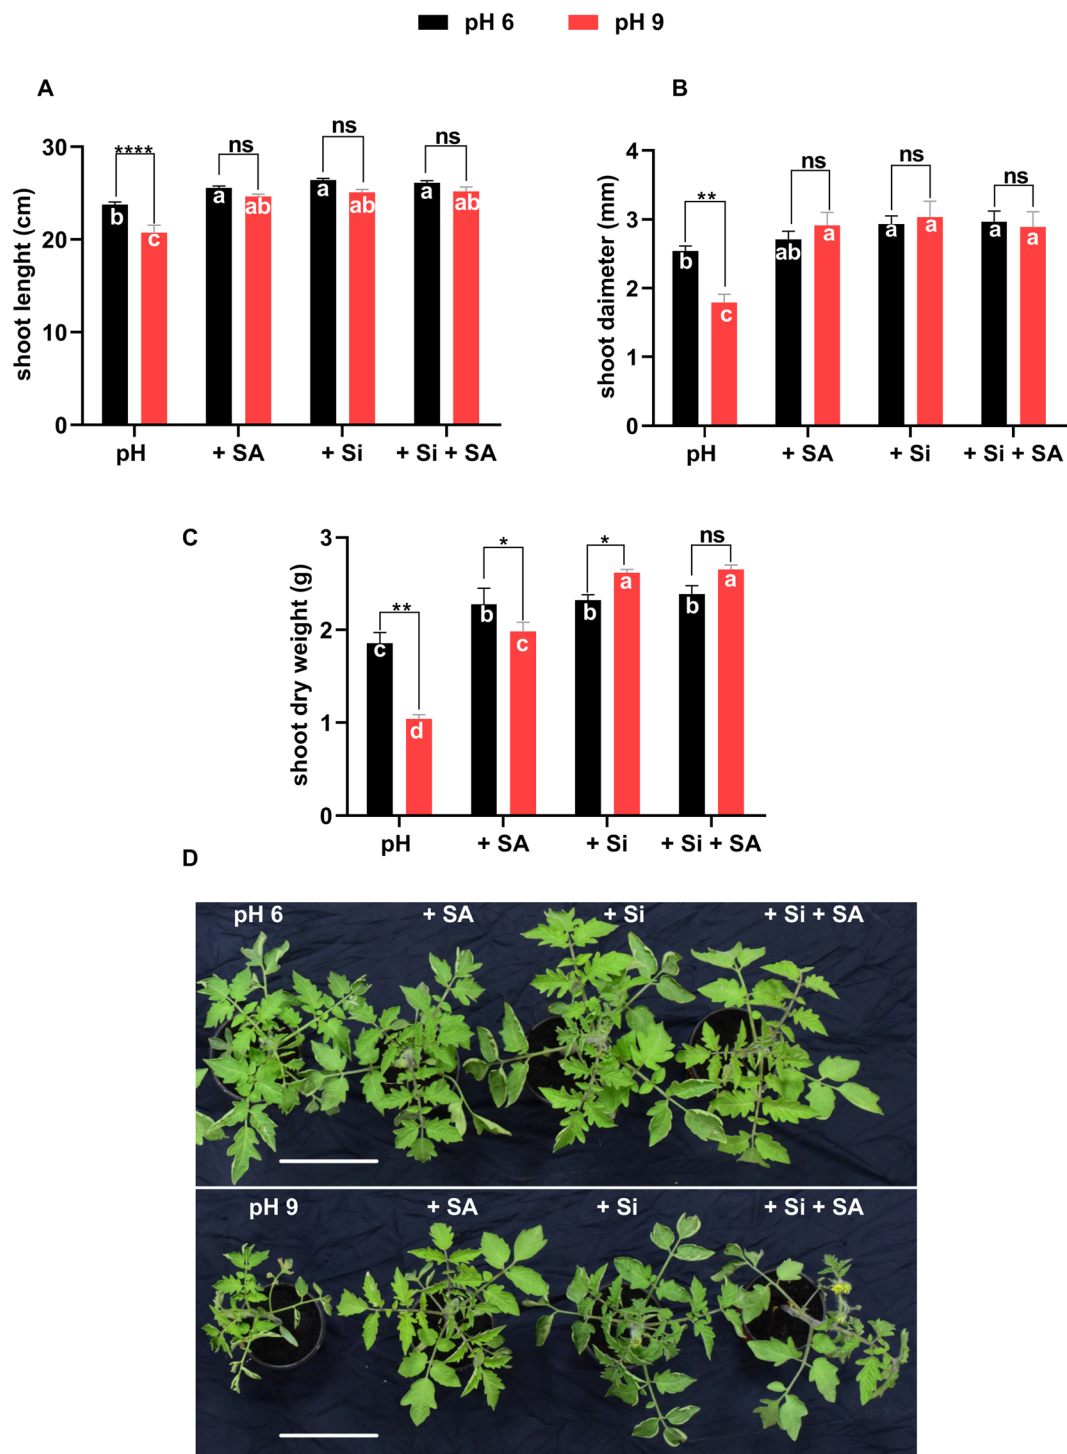 pH 6 pH 9
A
shoot lenght (cm)
30
20
10
0
**** ns ns ns
b c a ab a ab a ab
pH + SA + Si + Si + SA
B
shoot daimeter (mm)
4
3
2
1
0
** ns ns ns
b c ab a a a a a
pH + SA + Si + Si + SA
C
shoot dry weight (g)
3
2
1
0
** * * ns
c d b c b a b a
pH + SA + Si + Si + SA
D
pH 6 + SA + Si + Si + SA
pH 9 + SA + Si + Si + SA